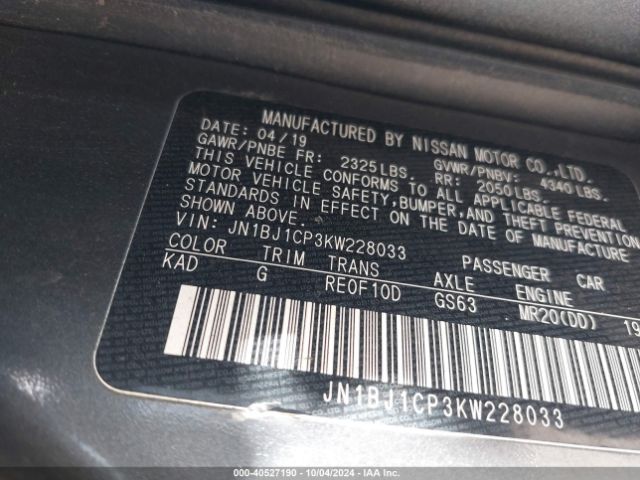 MANUFACTURED BY NISSAN MOTOR CO.,LTD.
DATE: 04/19 GVWR/PNBV: 4340LBS.
GAWR/PNBE FR: 2325LBS. RR: 2050LBS.
THIS VEHICLE CONFORMS TO ALL APPLICABLE FEDERAL
MOTOR VEHICLE SAFETY,BUMPER,AND THEFT PREVENTION
STANDARDS IN EFFECT ON THE DATE OF MANUFACTURE
SHOWN ABOVE.
VIN: JN1BJ1CP3KW228033 PASSENGER CAR
COLOR TRIM TRANS AXLE ENGINE
KAD G RE0F10D GS63 MR20(DD) 19
JN1BJ1CP3KW228033
000-40527190 - 10/04/2024 - IAA Inc.